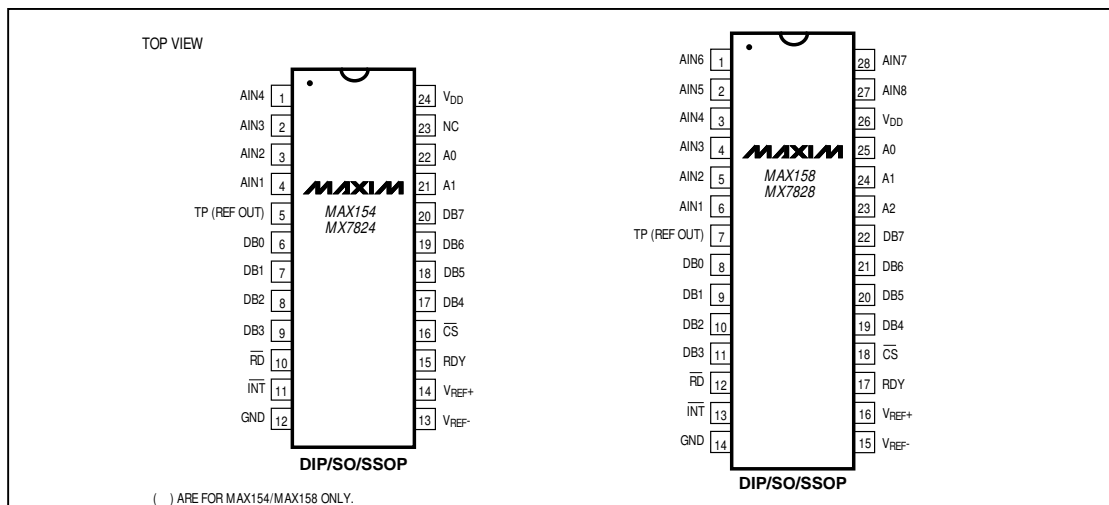 TOP VIEW
AIN4 1 24 VDD
AIN3 2 23 NC
AIN2 3 22 A0
AIN1 4 21 A1
TP (REF OUT) 5 20 DB7
DB0 6 19 DB6
DB1 7 18 DB5
DB2 8 17 DB4
DB3 9 16 C̅S̅
R̅D̅ 10 15 RDY
I̅N̅T̅ 11 14 VREF+
GND 12 13 VREF-
MAXIM
MAX154
MX7824
DIP/SO/SSOP
( ) ARE FOR MAX154/MAX158 ONLY.
AIN6 1 28 AIN7
AIN5 2 27 AIN8
AIN4 3 26 VDD
AIN3 4 25 A0
AIN2 5 24 A1
AIN1 6 23 A2
TP (REF OUT) 7 22 DB7
DB0 8 21 DB6
DB1 9 20 DB5
DB2 10 19 DB4
DB3 11 18 C̅S̅
R̅D̅ 12 17 RDY
I̅N̅T̅ 13 16 VREF+
GND 14 15 VREF-
MAXIM
MAX158
MX7828
DIP/SO/SSOP